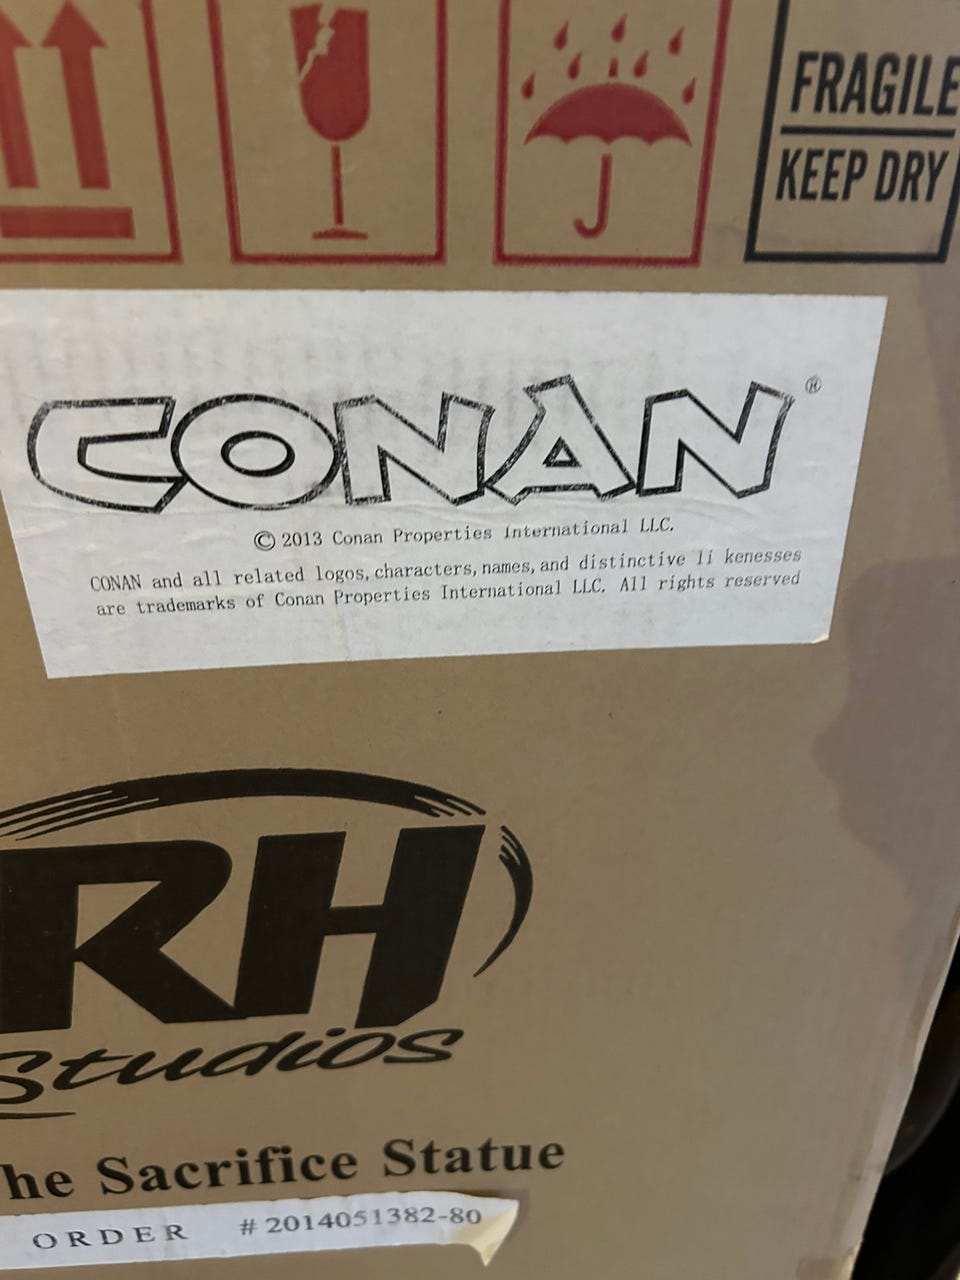 FRAGILE
KEEP DRY
CONAN®
© 2013 Conan Properties International LLC.
CONAN and all related logos, characters, names, and distinctive li kenesses
are trademarks of Conan Properties International LLC. All rights reserved
RH
Studios
he Sacrifice Statue
ORDER # 2014051382-80